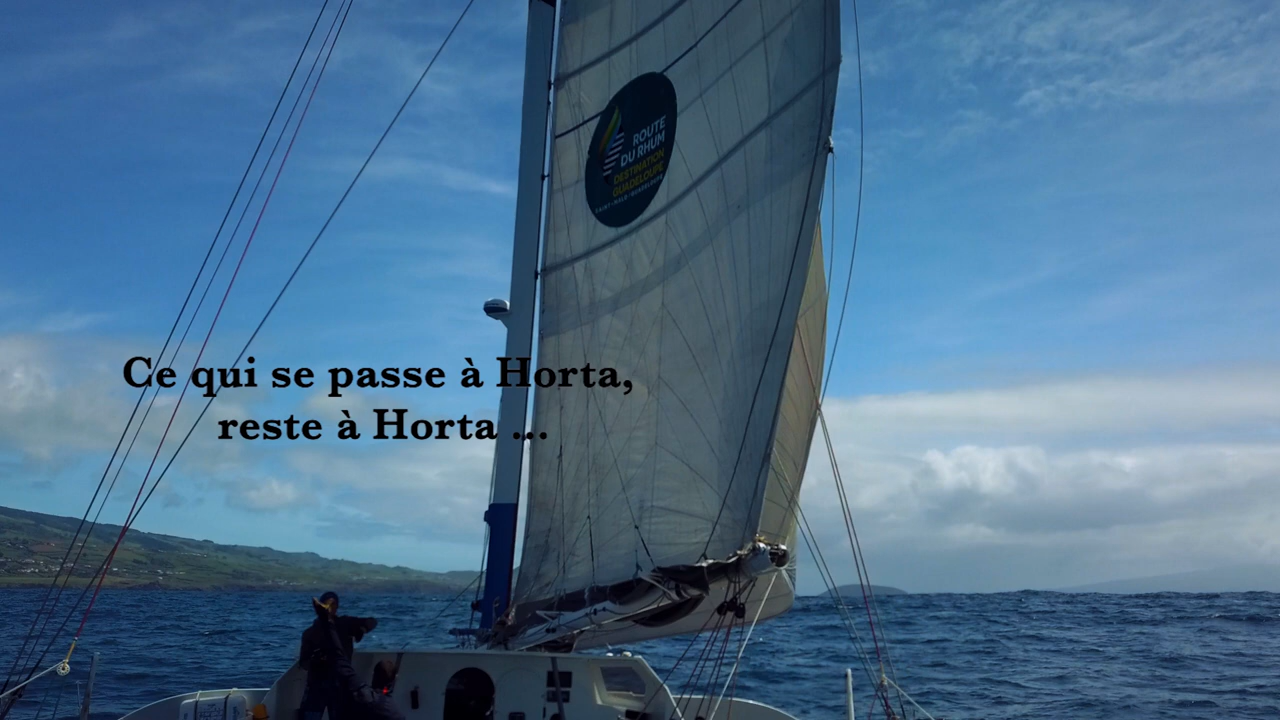 ROUTE
DU RHUM
DESTINATION
GUADELOUPE
Ce qui se passe à Horta,
reste à Horta ...